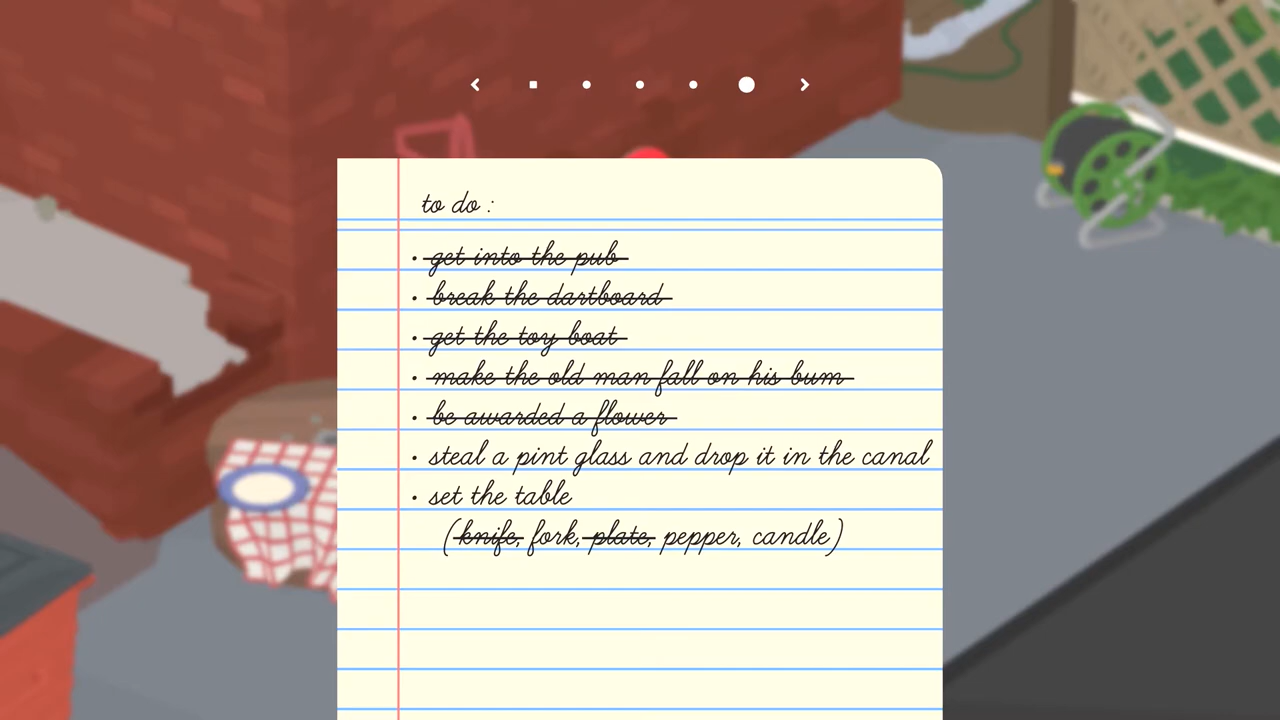 to do :
• get into the pub
• break the dartboard
• get the toy boat
• make the old man fall on his bum
• be awarded a flower
• steal a pint glass and drop it in the canal
• set the table
(knife, fork, plate, pepper, candle)